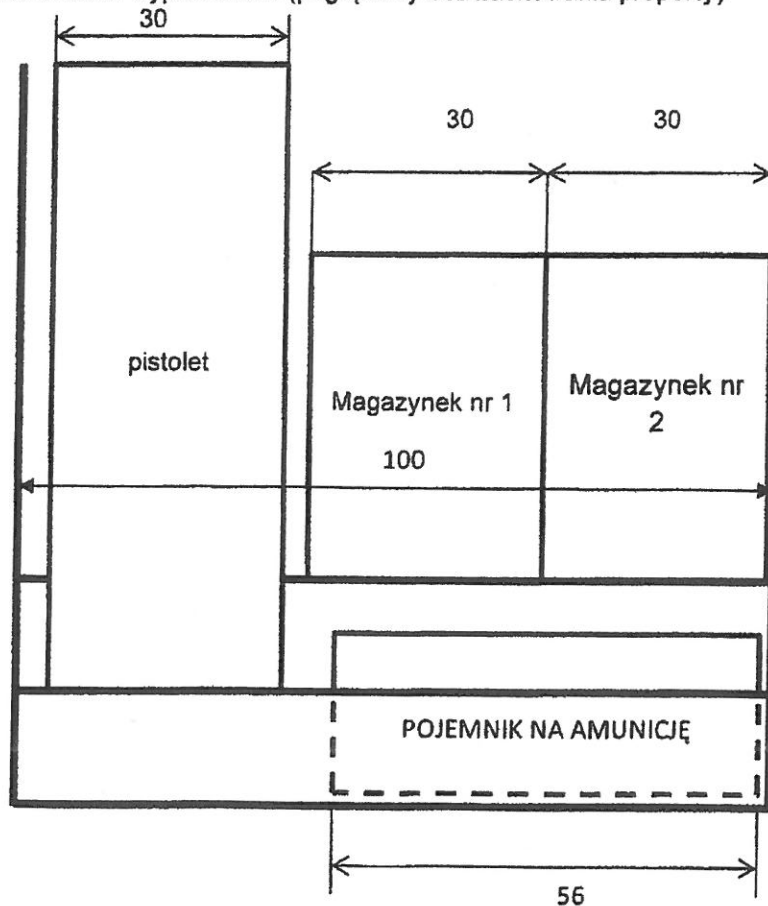 30
30 30
pistolet
Magazynek nr 1
Magazynek nr
2
100
POJEMNIK NA AMUNICJĘ
56